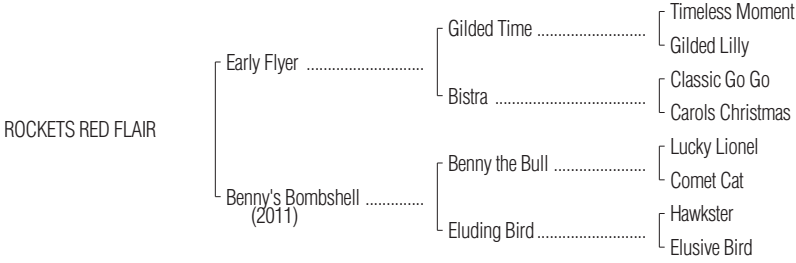 Timeless Moment
Gilded Time ..........................
Gilded Lilly
Early Flyer ............................
Classic Go Go
Bistra ....................................
Carols Christmas
ROCKETS RED FLAIR
Lucky Lionel
Benny the Bull ......................
Comet Cat
Benny's Bombshell ..............
(2011)
Hawkster
Eluding Bird..........................
Elusive Bird